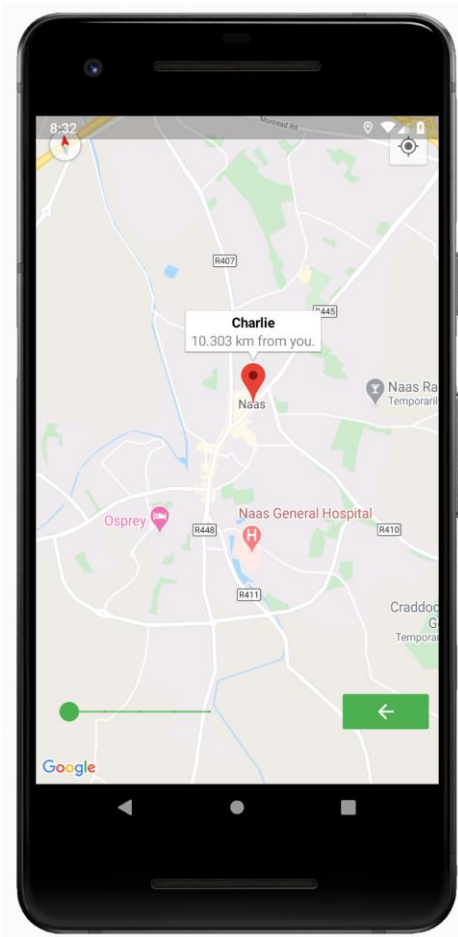 8:32
Monread Rd
R407
R445
Charlie
10.303 km from you.
Naas
Naas Ra
Temporaril
Osprey
R448
Naas General Hospital
H
R410
R411
Craddoc
G
Tempora
Google